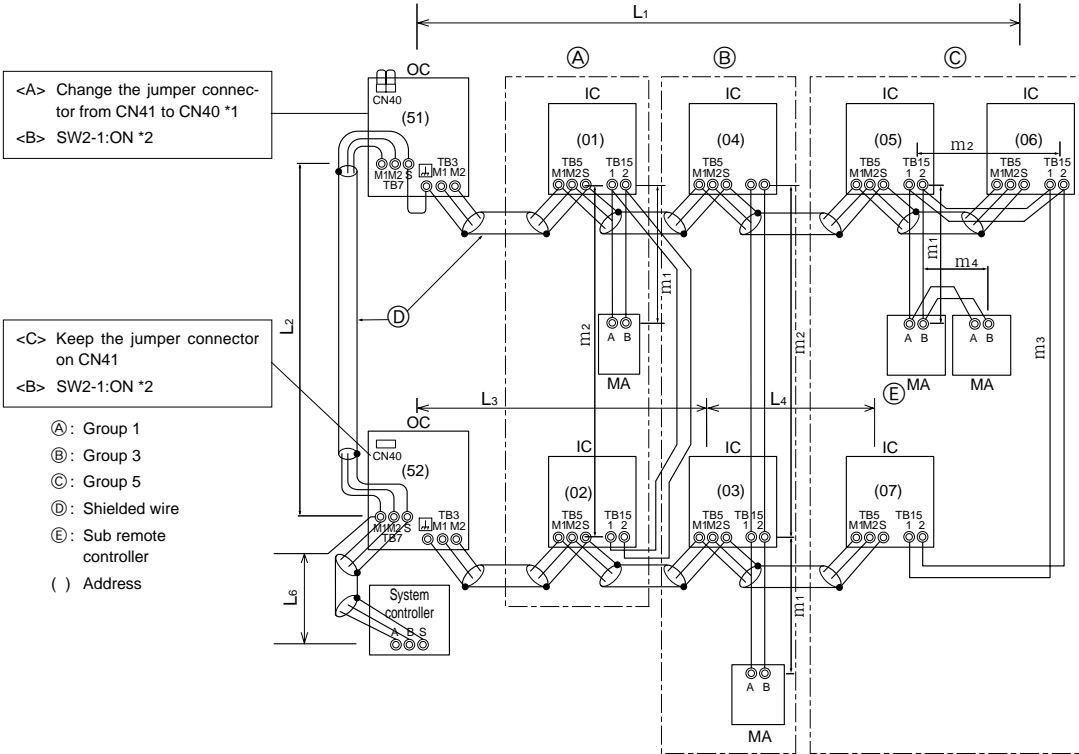 L1
Ⓐ Ⓑ Ⓒ
<A> Change the jumper connec-
tor from CN41 to CN40 *1
<B> SW2-1:ON *2
OC
CN40
(51)
M1M2 S
TB7
TB3
M1 M2
IC
(01)
TB5
M1M2S
TB15
1 2
IC
(04)
TB5
M1M2S
IC
(05)
TB5
M1M2S
TB15
1 2
IC
(06)
TB5
M1M2S
TB15
1 2
m2
m1
m1
m4
L2
Ⓓ
m2
m2
m3
A B
MA
A B
MA
A B
MA
Ⓔ
<C> Keep the jumper connector
on CN41
<B> SW2-1:ON *2
L3
L4
OC
CN40
(52)
M1M2 S
TB7
TB3
M1 M2
IC
(02)
TB5
M1M2S
TB15
1 2
IC
(03)
TB5
M1M2S
TB15
1 2
IC
(07)
TB5
M1M2S
TB15
1 2
Ⓐ: Group 1
Ⓑ: Group 3
Ⓒ: Group 5
Ⓓ: Shielded wire
Ⓔ: Sub remote
controller
( ) Address
L6
System
controller
A B S
m1
A B
MA